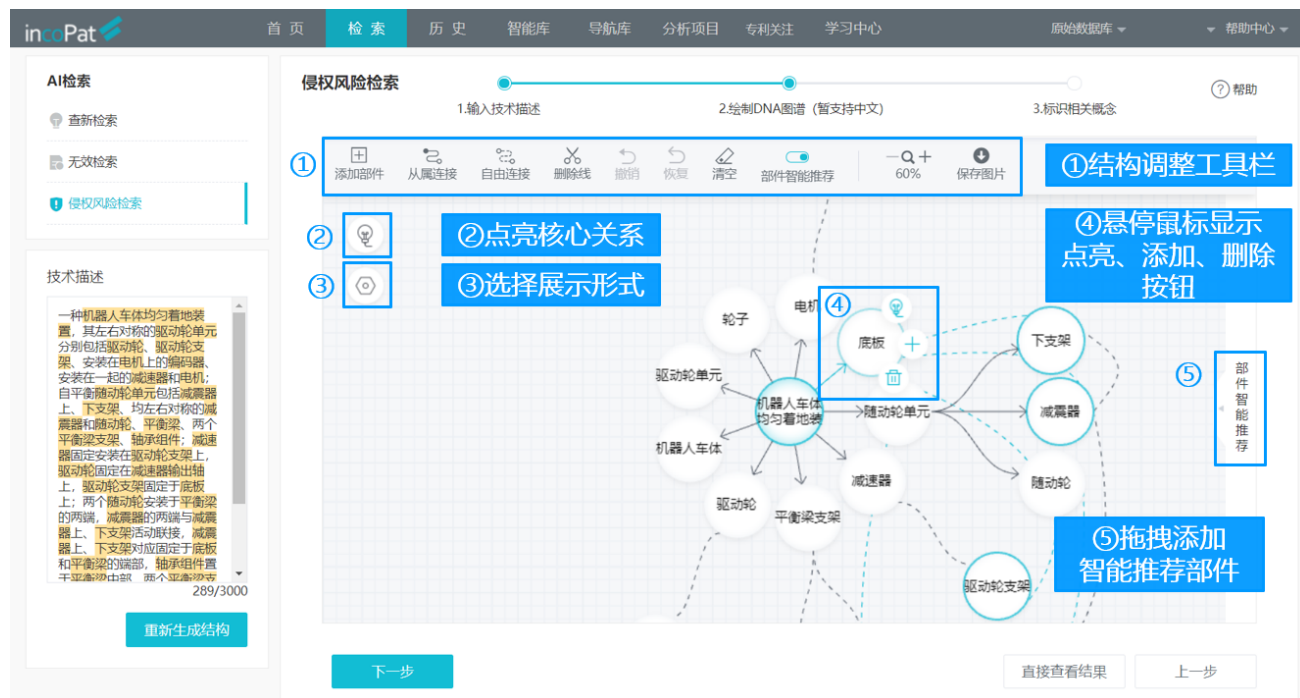 incoPat
首 页
检 索
历 史
智能库
导航库
分析项目
专利关注
学习中心
原始数据库
帮助中心
AI检索
查新检索
无效检索
侵权风险检索
侵权风险检索
1.输入技术描述
2.绘制DNA图谱（暂支持中文）
3.标识相关概念
? 帮助
①
添加部件
从属连接
自由连接
删除线
撤销
恢复
清空
部件智能推荐
60%
保存图片
①结构调整工具栏
②
②点亮核心关系
③
③选择展示形式
④悬停鼠标显示
点亮、添加、删除
按钮
技术描述
一种机器人车体均匀着地装
置，其左右对称的驱动轮单元
分别包括驱动轮、驱动轮支
架、安装在电机上的编码器、
安装在一起的减速器和电机；
自平衡随动轮单元包括减震器
上、下支架、均左右对称的减
震器和随动轮、平衡梁、两个
平衡梁支架、轴承组件；减速
器固定安装在驱动轮支架上，
驱动轮固定在减速器输出轴
上，驱动轮支架固定于底板
上；两个随动轮安装于平衡梁
的两端，减震器的两端与减震
器上、下支架活动联接，减震
器上、下支架对应固定于底板
和平衡梁的端部，轴承组件置
于平衡梁中部，两个平衡梁支
289/3000
重新生成结构
轮子
电机
④
底板
下支架
驱动轮单元
机器人车体
均匀着地装
随动轮单元
减震器
机器人车体
减速器
随动轮
驱动轮
平衡梁支架
驱动轮支架
⑤
部件智能推荐
⑤拖拽添加
智能推荐部件
下一步
直接查看结果
上一步